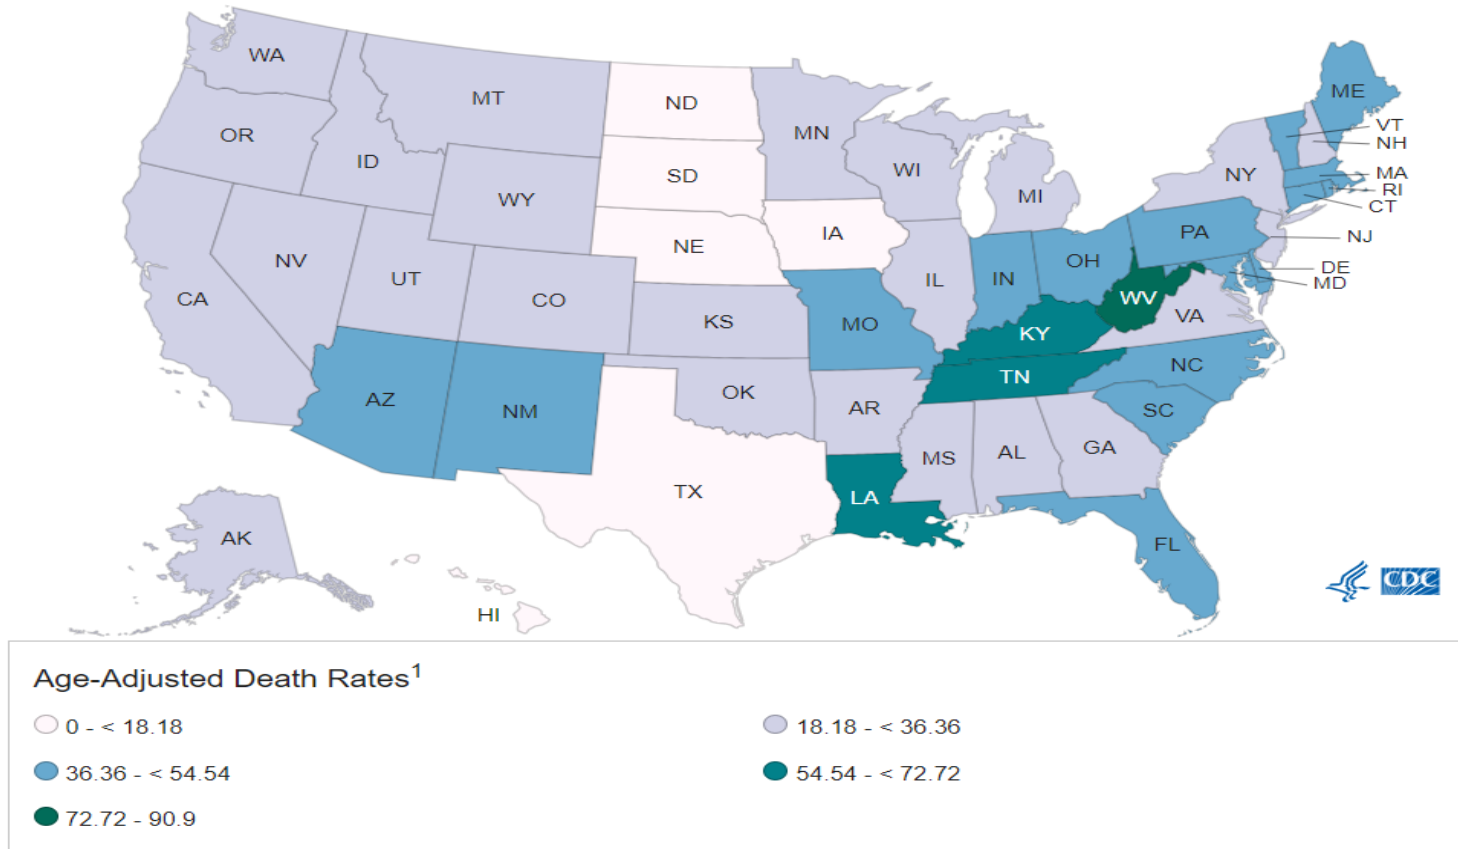 WA
MT
ND
MN
ME
VT
NH
OR
ID
SD
WI
MI
NY
MA
RI
CT
WY
NE
IA
PA
NJ
NV
UT
CO
IL
IN
OH
DE
MD
CA
KS
MO
WV
VA
KY
TN
NC
AZ
NM
OK
AR
SC
MS
AL
GA
TX
LA
AK
FL
HI
CDC
Age-Adjusted Death Rates1
0 - < 18.18
18.18 - < 36.36
36.36 - < 54.54
54.54 - < 72.72
72.72 - 90.9